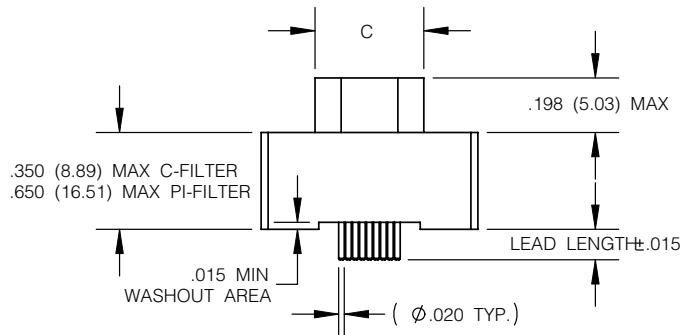 C
.198 (5.03) MAX
.350 (8.89) MAX C-FILTER
.650 (16.51) MAX PI-FILTER
LEAD LENGTH±.015
.015 MIN
WASHOUT AREA
( Ø.020 TYP.)